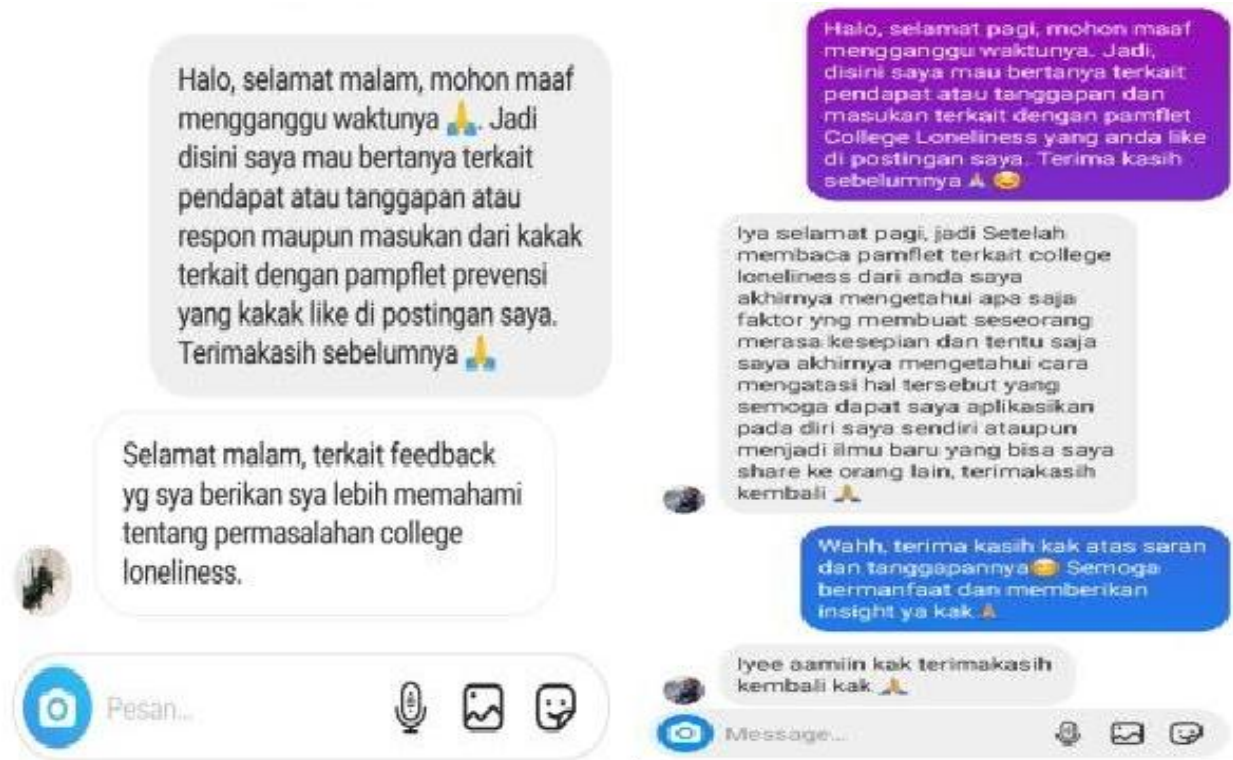 Halo, selamat malam, mohon maaf
mengganggu waktunya 🙏. Jadi
disini saya mau bertanya terkait
pendapat atau tanggapan atau
respon maupun masukan dari kakak
terkait dengan pampflet prevensi
yang kakak like di postingan saya.
Terimakasih sebelumnya 🙏
Selamat malam, terkait feedback
yg sya berikan sya lebih memahami
tentang permasalahan college
loneliness.
Pesan...
Halo, selamat pagi, mohon maaf
mengganggu waktunya. Jadi,
disini saya mau bertanya terkait
pendapat atau tanggapan dan
masukan terkait dengan pamflet
College Loneliness yang anda like
di postingan saya. Terima kasih
sebelumnya 🙏😊
Iya selamat pagi, jadi Setelah
membaca pamflet terkait college
loneliness dari anda saya
akhirnya mengetahui apa saja
faktor yng membuat seseorang
merasa kesepian dan tentu saja
saya akhirnya mengetahui cara
mengatasi hal tersebut yang
semoga dapat saya aplikasikan
pada diri saya sendiri ataupun
menjadi ilmu baru yang bisa saya
share ke orang lain, terimakasih
kembali 🙏
Wahh, terima kasih kak atas saran
dan tanggapannya😊 Semoga
bermanfaat dan memberikan
insight ya kak 🙏
Iyee aamiin kak terimakasih
kembali kak 🙏
Message...